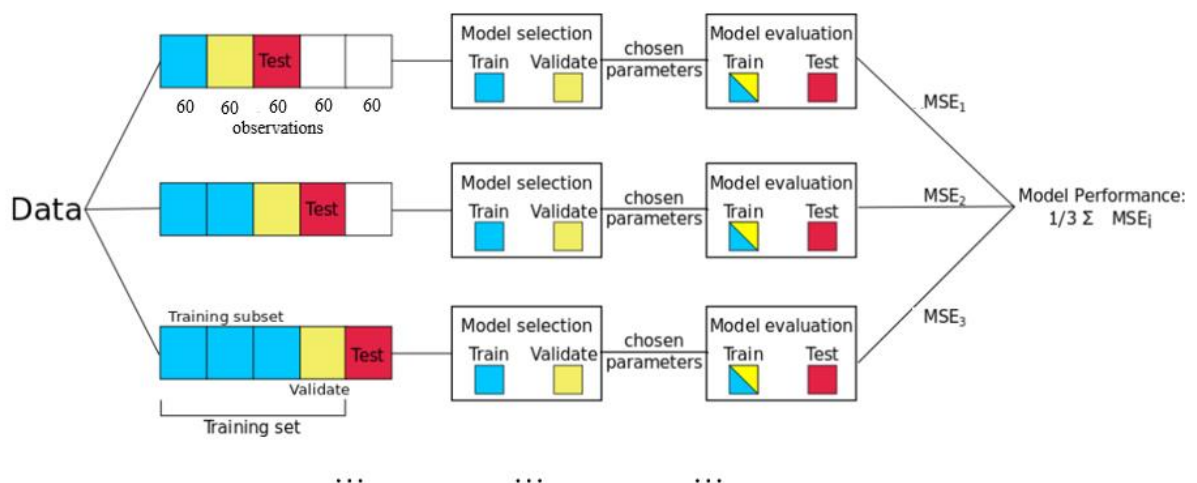 Data
Test
60 60 60 60 60
observations
Model selection
Train Validate
chosen
parameters
Model evaluation
Train Test
MSE1
Test
Model selection
Train Validate
chosen
parameters
Model evaluation
Train Test
MSE2
Model Performance:
1/3 Σ MSEi
Training subset
Test
Validate
Training set
Model selection
Train Validate
chosen
parameters
Model evaluation
Train Test
MSE3
... ... ...